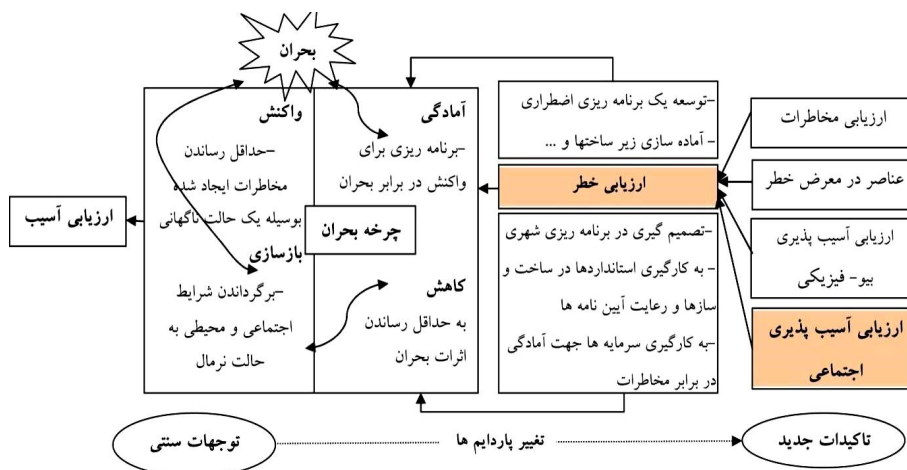 بحران
-توسعه یک برنامه ریزی اضطراری
- آماده سازی زیر ساختها و ...
ارزیابی مخاطرات
عناصر در معرض خطر
ارزیابی آسیب پذیری
بیو- فیزیکی
ارزیابی آسیب پذیری
اجتماعی
ارزیابی خطر
-تصمیم گیری در برنامه ریزی شهری
- به کارگیری استانداردها در ساخت و
سازها و رعایت آیین نامه ها
-به کارگیری سرمایه ها جهت آمادگی
در برابر مخاطرات
آمادگی
-برنامه ریزی برای
واکنش در برابر بحران
چرخه بحران
کاهش
به حداقل رساندن
اثرات بحران
واکنش
-حداقل رساندن
مخاطرات ایجاد شده
بوسیله یک حالت ناگهانی
بازسازی
-برگرداندن شرایط
اجتماعی و محیطی به
حالت نرمال
ارزیابی آسیب
تاکیدات جدید
تغییر پاردایم ها
توجهات سنتی